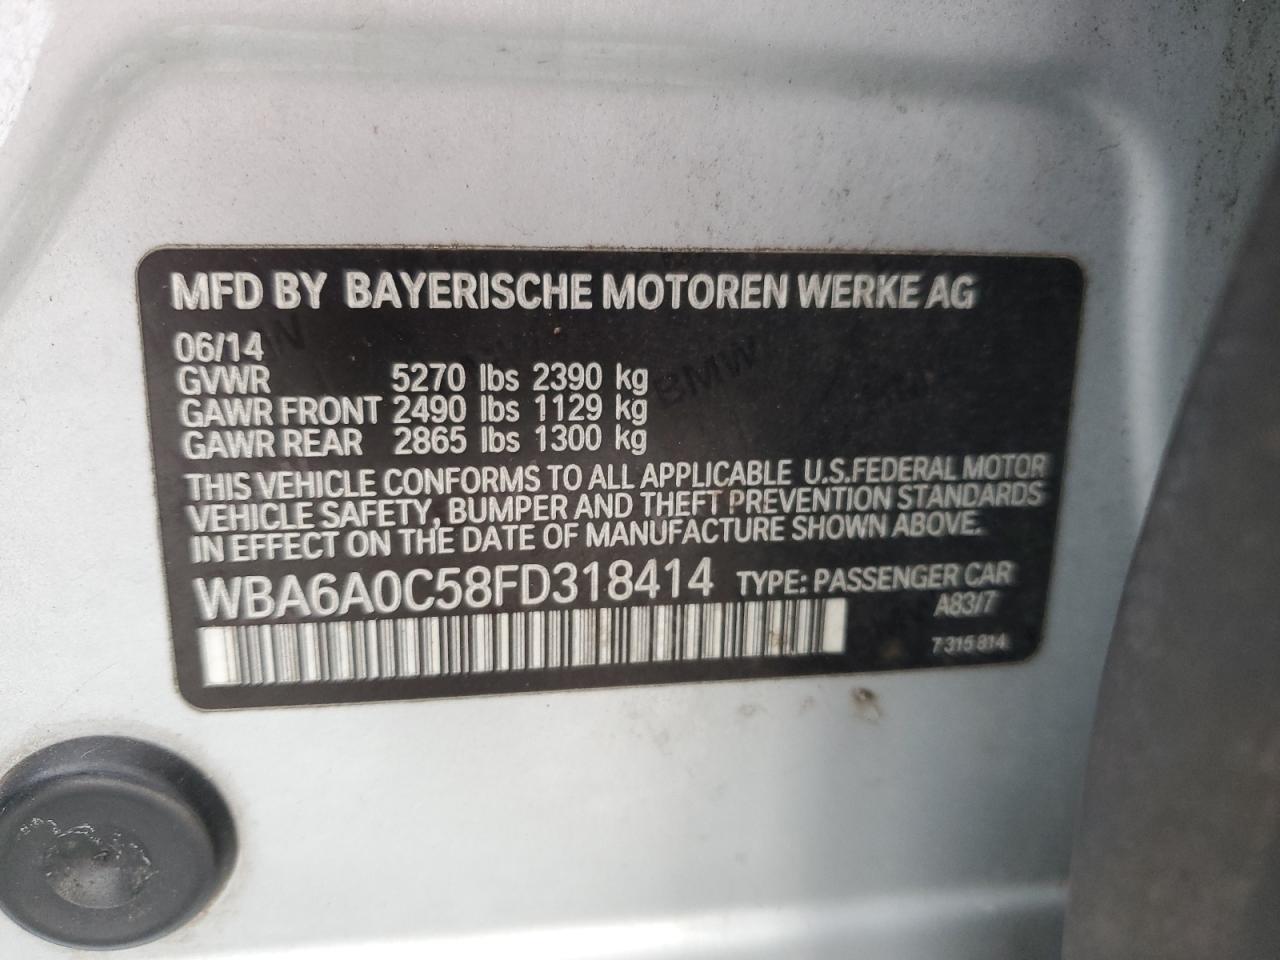 MFD BY BAYERISCHE MOTOREN WERKE AG
06/14
GVWR 5270 lbs 2390 kg
GAWR FRONT 2490 lbs 1129 kg
GAWR REAR 2865 lbs 1300 kg
THIS VEHICLE CONFORMS TO ALL APPLICABLE U.S.FEDERAL MOTOR
VEHICLE SAFETY, BUMPER AND THEFT PREVENTION STANDARDS
IN EFFECT ON THE DATE OF MANUFACTURE SHOWN ABOVE.
WBA6A0C58FD318414 TYPE: PASSENGER CAR
A83/7
7 315 814
BMW